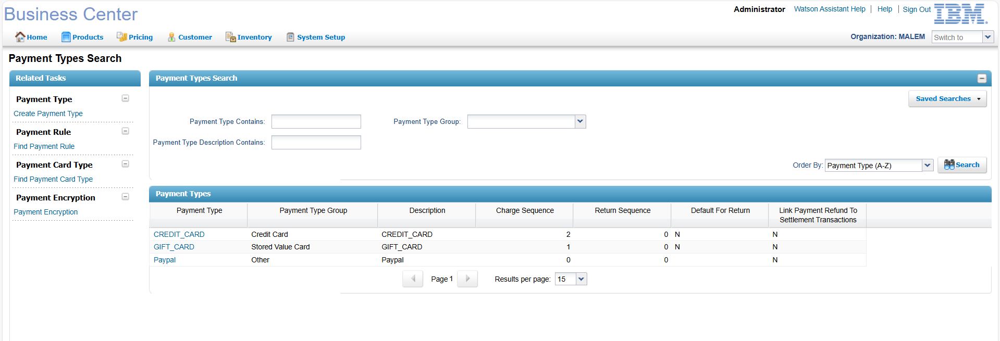 Business Center
Administrator Watson Assistant Help | Help | Sign Out IBM.
Home Products Pricing Customer Inventory System Setup
Organization: MALEM Switch to
Payment Types Search
Related Tasks
Payment Type
Create Payment Type
Payment Rule
Find Payment Rule
Payment Card Type
Find Payment Card Type
Payment Encryption
Payment Encryption
Payment Types Search
Saved Searches
Payment Type Contains: Payment Type Group:
Payment Type Description Contains:
Order By: Payment Type (A-Z) Search
Payment Types
Payment Type Payment Type Group Description Charge Sequence Return Sequence Default For Return Link Payment Refund To
Settlement Transactions
CREDIT_CARD Credit Card CREDIT_CARD 2 0 N N
GIFT_CARD Stored Value Card GIFT_CARD 1 0 N N
Paypal Other Paypal 0 0 N
Page 1 Results per page: 15